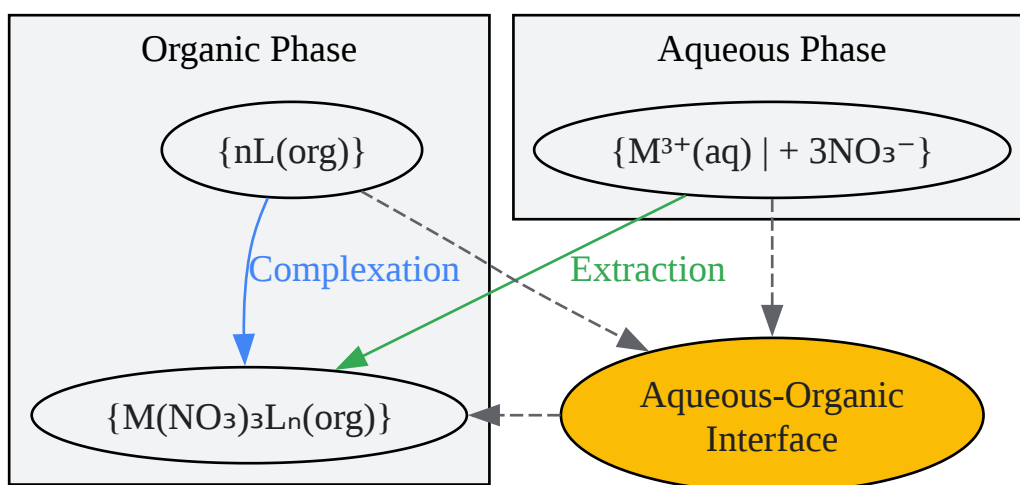 Organic Phase
Aqueous Phase
{nL(org)}
{M³⁺(aq) | + 3NO₃⁻}
Complexation
Extraction
{M(NO₃)₃Lₙ(org)}
Aqueous-Organic
Interface